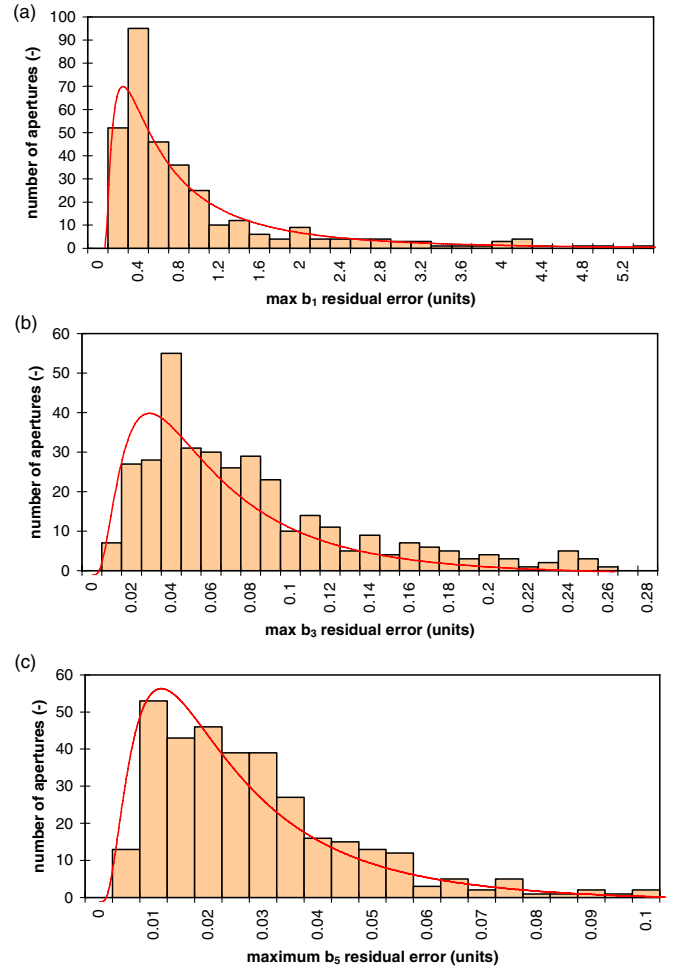 (a)
100
90
80
70
60
50
40
30
20
10
0
number of apertures (-)
0 0.4 0.8 1.2 1.6 2 2.4 2.8 3.2 3.6 4 4.4 4.8 5.2
max b₁ residual error (units)
(b)
60
50
40
30
20
10
0
number of apertures (-)
0 0.02 0.04 0.06 0.08 0.1 0.12 0.14 0.16 0.18 0.2 0.22 0.24 0.26 0.28
max b₃ residual error (units)
(c)
60
50
40
30
20
10
0
number of apertures (-)
0 0.01 0.02 0.03 0.04 0.05 0.06 0.07 0.08 0.09 0.1
maximum b₅ residual error (units)